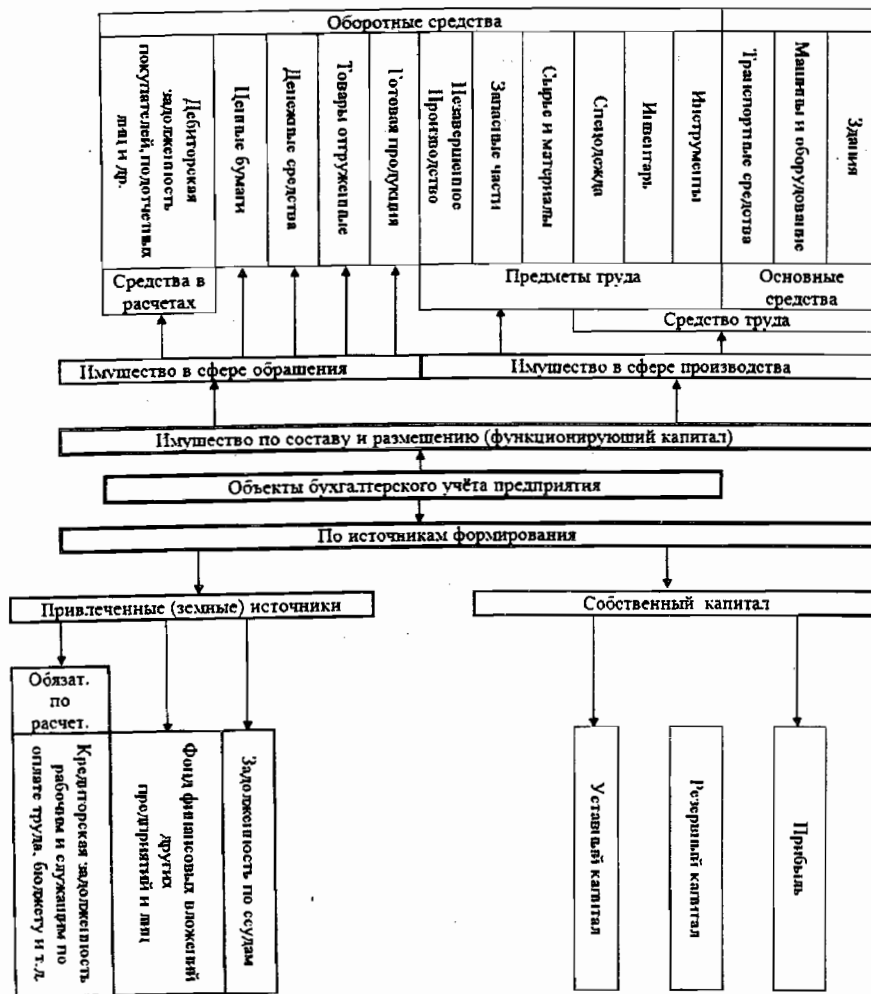 Оборотные средства
Дебиторская
задолженность
покупателей, подотчетных
лиц и др.
Ценные бумаги
Денежные средства
Товары отгруженные
Готовая продукция
Незавершенное
Производство
Запасные части
Сырье и материалы
Спецодежда
Инвентарь
Инструменты
Транспортные средства
Машины и оборудование
Здания
Средства в
расчетах
Предметы труда
Основные
средства
Средство труда
Имущество в сфере обращения
Имущество в сфере производства
Имущество по составу и размещению (функционирующий капитал)
Объекты бухгалтерского учёта предприятия
По источникам формирования
Привлеченные (земные) источники
Собственный капитал
Обязат.
по
расчет.
Кредиторская задолженность
рабочим и служащим по
оплате труда, бюджету и т.д.
Фонд финансовых вложений
других
предприятий и лиц
Задолженность по ссудам
Уставный капитал
Резервный капитал
Прибыль